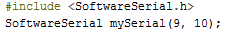 #include <SoftwareSerial.h>
SoftwareSerial mySerial(9, 10);